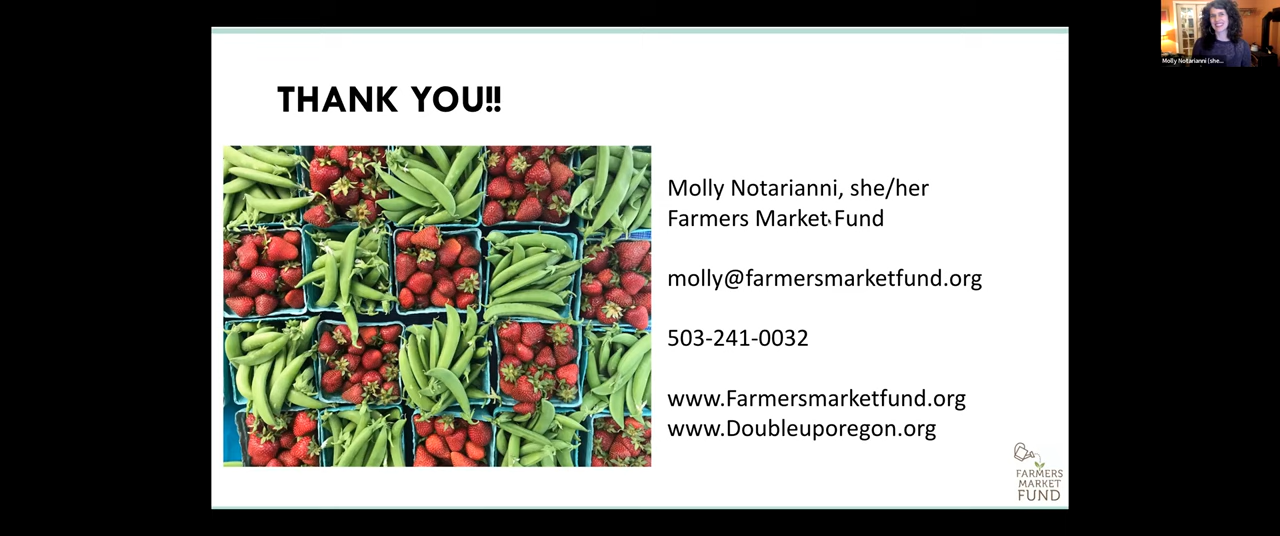 THANK YOU!!
Molly Notarianni, she/her
Farmers Market Fund
molly@farmersmarketfund.org
503-241-0032
www.Farmersmarketfund.org
www.Doubleuporegon.org
FARMERS
MARKET
FUND
Molly Notarianni (she...